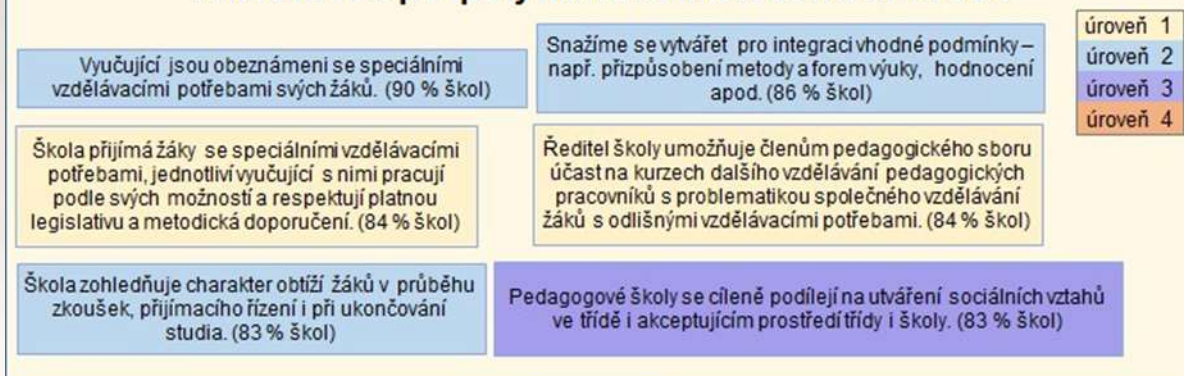 Vyučující jsou obeznámeni se speciálními
vzdělávacími potřebami svých žáků. (90 % škol)
Snažíme se vytvářet pro integraci vhodné podmínky –
např. přizpůsobení metody a forem výuky, hodnocení
apod. (86 % škol)
úroveň 1
úroveň 2
úroveň 3
úroveň 4
Škola přijímá žáky se speciálními vzdělávacími
potřebami, jednotliví vyučující s nimi pracují
podle svých možností a respektují platnou
legislativu a metodická doporučení. (84 % škol)
Ředitel školy umožňuje členům pedagogického sboru
účast na kurzech dalšího vzdělávání pedagogických
pracovníků s problematikou společného vzdělávání
žáků s odlišnými vzdělávacími potřebami. (84 % škol)
Škola zohledňuje charakter obtíží žáků v průběhu
zkoušek, přijímacího řízení i při ukončování
studia. (83 % škol)
Pedagogové školy se cíleně podílejí na utváření sociálních vztahů
ve třídě i akceptujícím prostředí třídy i školy. (83 % škol)